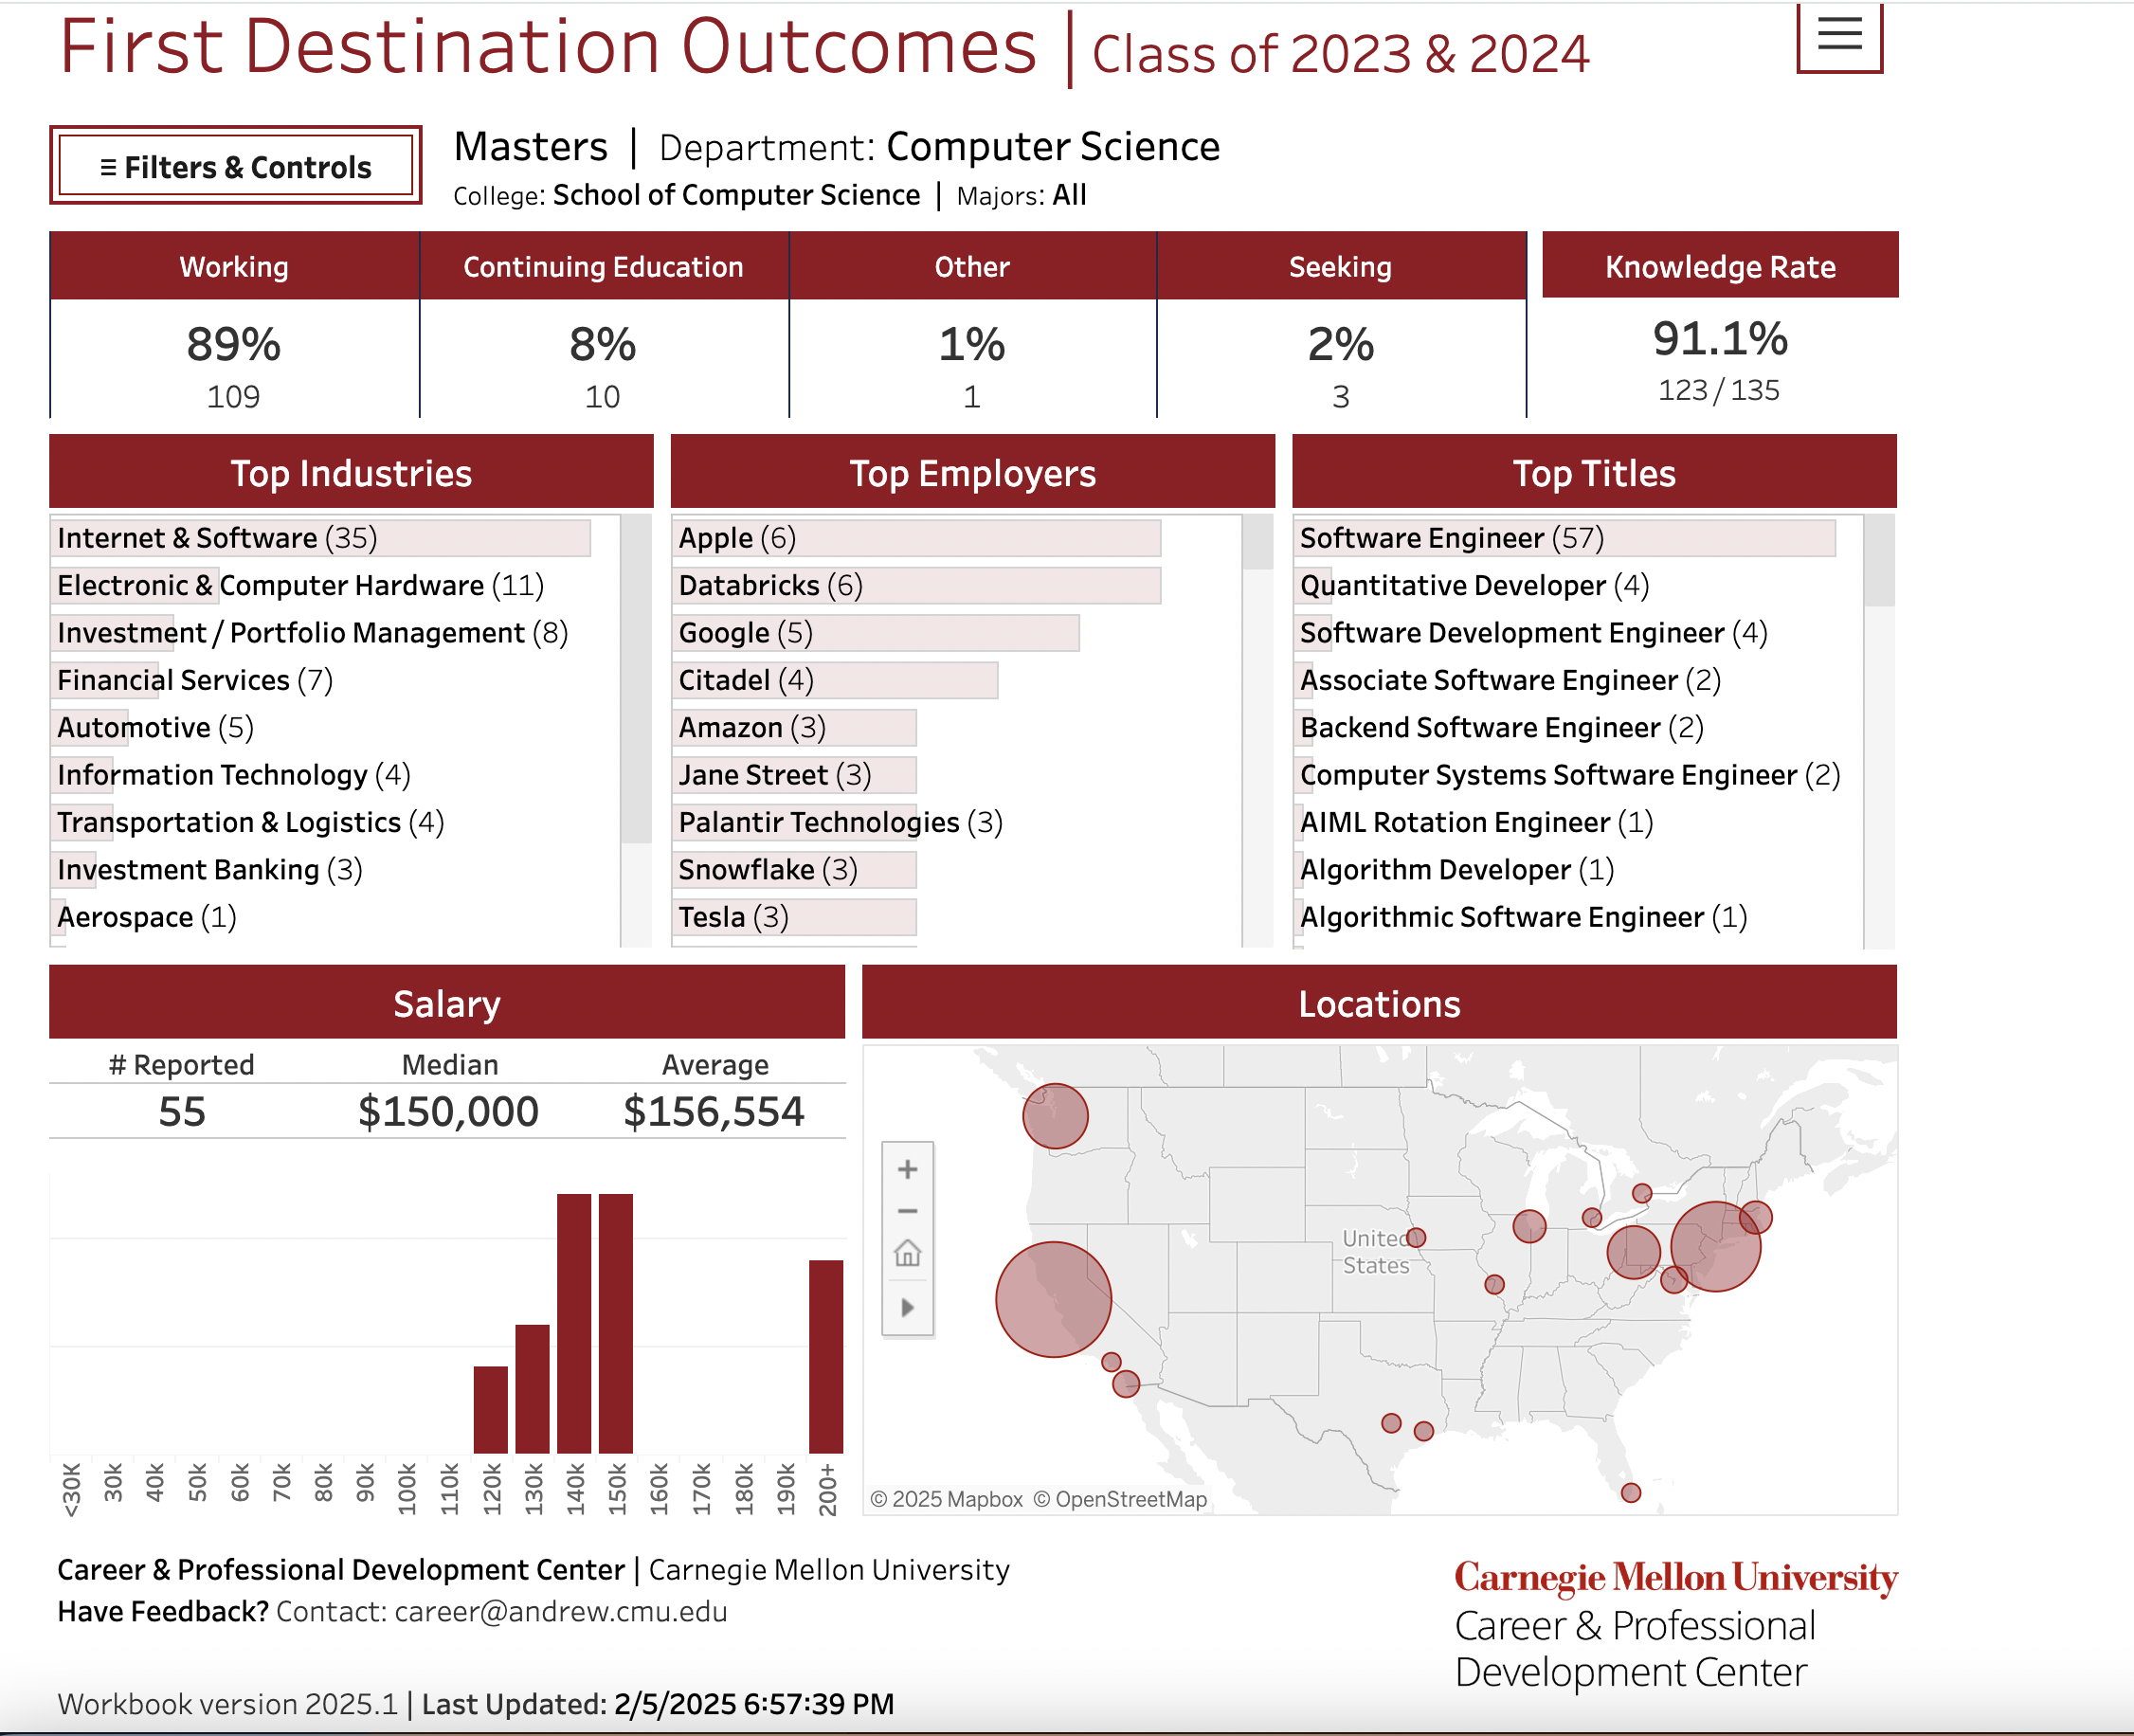 First Destination Outcomes | Class of 2023 & 2024
≡ Filters & Controls
Masters | Department: Computer Science
College: School of Computer Science | Majors: All
Working
Continuing Education
Other
Seeking
Knowledge Rate
89%
8%
1%
2%
91.1%
109
10
1
3
123 / 135
Top Industries
Internet & Software (35)
Electronic & Computer Hardware (11)
Investment / Portfolio Management (8)
Financial Services (7)
Automotive (5)
Information Technology (4)
Transportation & Logistics (4)
Investment Banking (3)
Aerospace (1)
Top Employers
Apple (6)
Databricks (6)
Google (5)
Citadel (4)
Amazon (3)
Jane Street (3)
Palantir Technologies (3)
Snowflake (3)
Tesla (3)
Top Titles
Software Engineer (57)
Quantitative Developer (4)
Software Development Engineer (4)
Associate Software Engineer (2)
Backend Software Engineer (2)
Computer Systems Software Engineer (2)
AIML Rotation Engineer (1)
Algorithm Developer (1)
Algorithmic Software Engineer (1)
Salary
# Reported
Median
Average
55
$150,000
$156,554
<30K
30k
40k
50k
60k
70k
80k
90k
100k
110k
120k
130k
140k
150k
160k
170k
180k
190k
200+
Locations
United
States
© 2025 Mapbox © OpenStreetMap
Career & Professional Development Center | Carnegie Mellon University
Have Feedback? Contact: career@andrew.cmu.edu
Carnegie Mellon University
Career & Professional
Development Center
Workbook version 2025.1 | Last Updated: 2/5/2025 6:57:39 PM